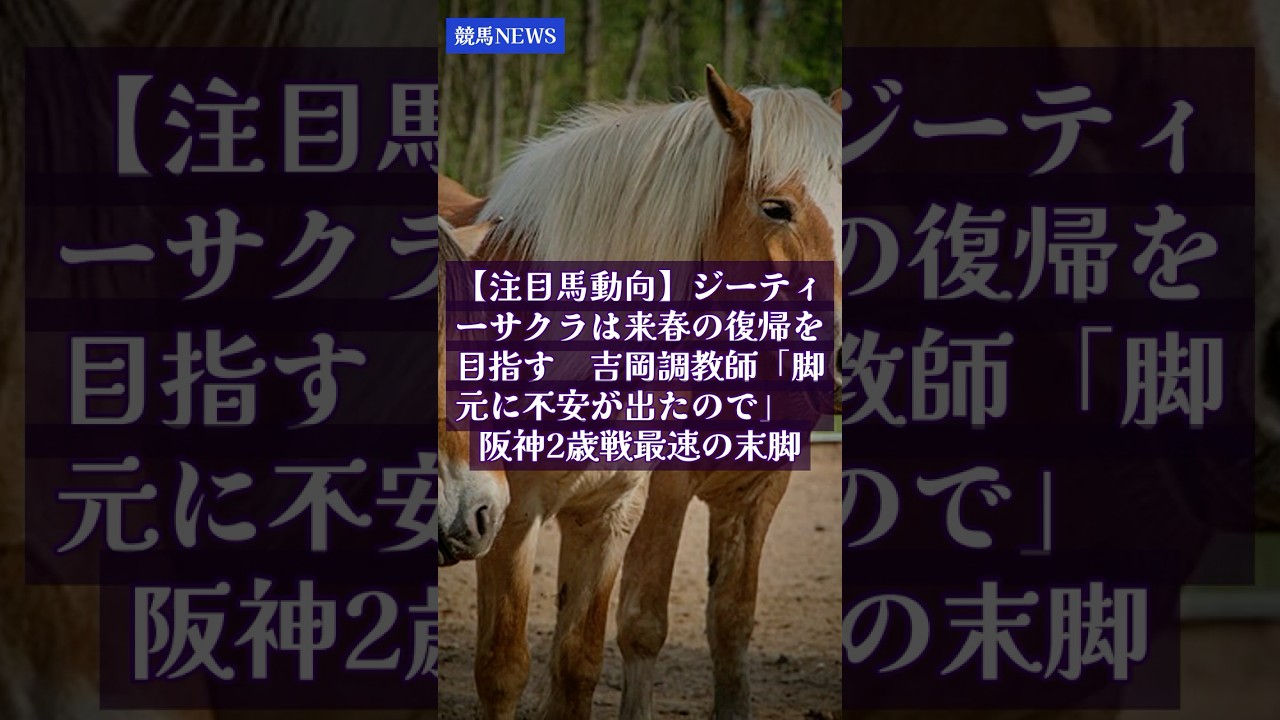 競馬NEWS
【注目馬動向】ジーティ
ーサクラは来春の復帰を
目指す　吉岡調教師「脚
元に不安が出たので」
阪神2歳戦最速の末脚